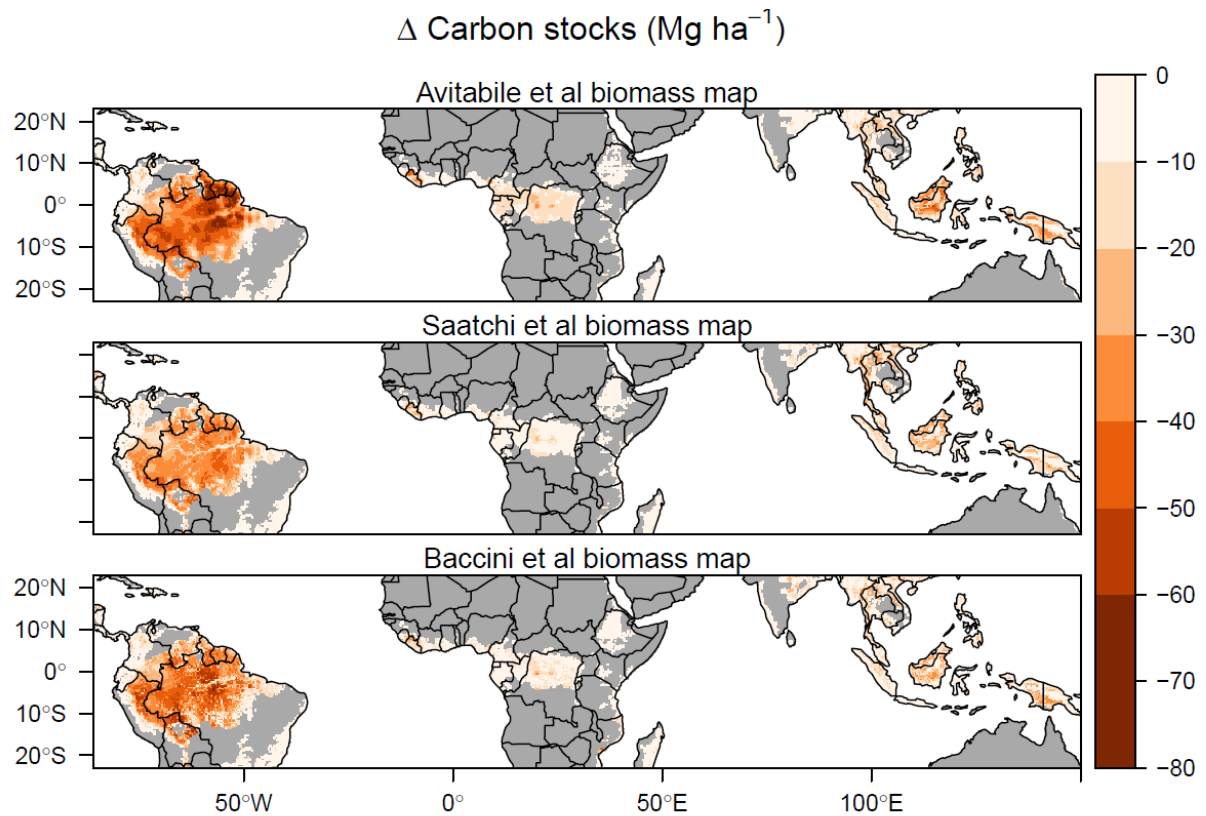 Δ Carbon stocks (Mg ha⁻¹)
Avitabile et al biomass map
20°N
10°N
0°
10°S
20°S
Saatchi et al biomass map
Baccini et al biomass map
20°N
10°N
0°
10°S
20°S
50°W
0°
50°E
100°E
0
−10
−20
−30
−40
−50
−60
−70
−80